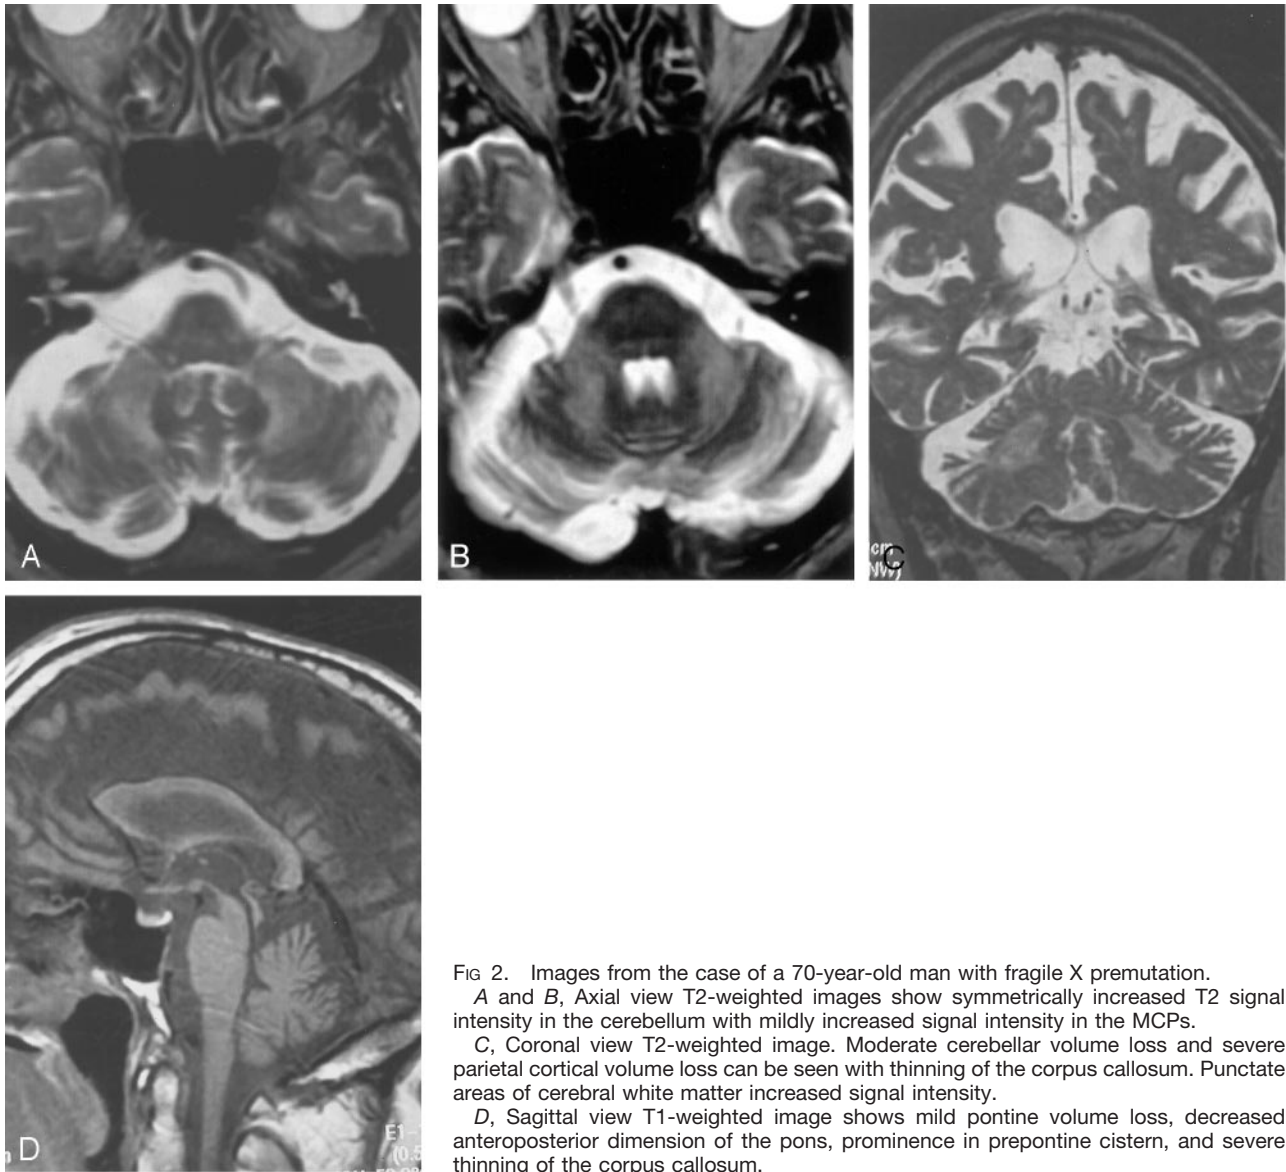 A
B
cm
NW)
C
D
E1-
(0.5
FIG 2. Images from the case of a 70-year-old man with fragile X premutation.
A and B, Axial view T2-weighted images show symmetrically increased T2 signal
intensity in the cerebellum with mildly increased signal intensity in the MCPs.
C, Coronal view T2-weighted image. Moderate cerebellar volume loss and severe
parietal cortical volume loss can be seen with thinning of the corpus callosum. Punctate
areas of cerebral white matter increased signal intensity.
D, Sagittal view T1-weighted image shows mild pontine volume loss, decreased
anteroposterior dimension of the pons, prominence in prepontine cistern, and severe
thinning of the corpus callosum.